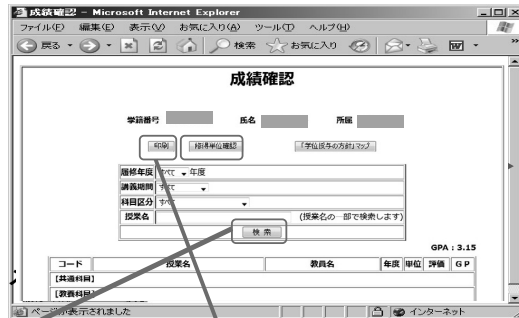 成績確認 - Microsoft Internet Explorer
ファイル(F) 編集(E) 表示(V) お気に入り(A) ツール(T) ヘルプ(H)
戻る 検索 お気に入り
成績確認
学籍番号 氏名 所属
印刷 修得単位確認 「学位授与の方針」マップ
履修年度 すべて 年度
講義期間 すべて
科目区分 すべて
授業名 (授業名の一部で検索します)
検索
GPA : 3.15
コード 授業名 教員名 年度 単位 評価 GP
【共通科目】
【教養科目】
ページが表示されました インターネット